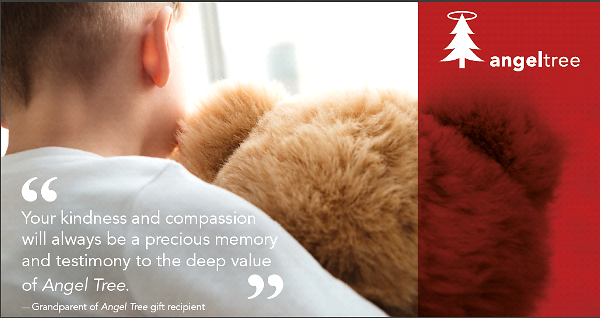 angeltree
“
Your kindness and compassion
will always be a precious memory
and testimony to the deep value
of Angel Tree.
”
— Grandparent of Angel Tree gift recipient